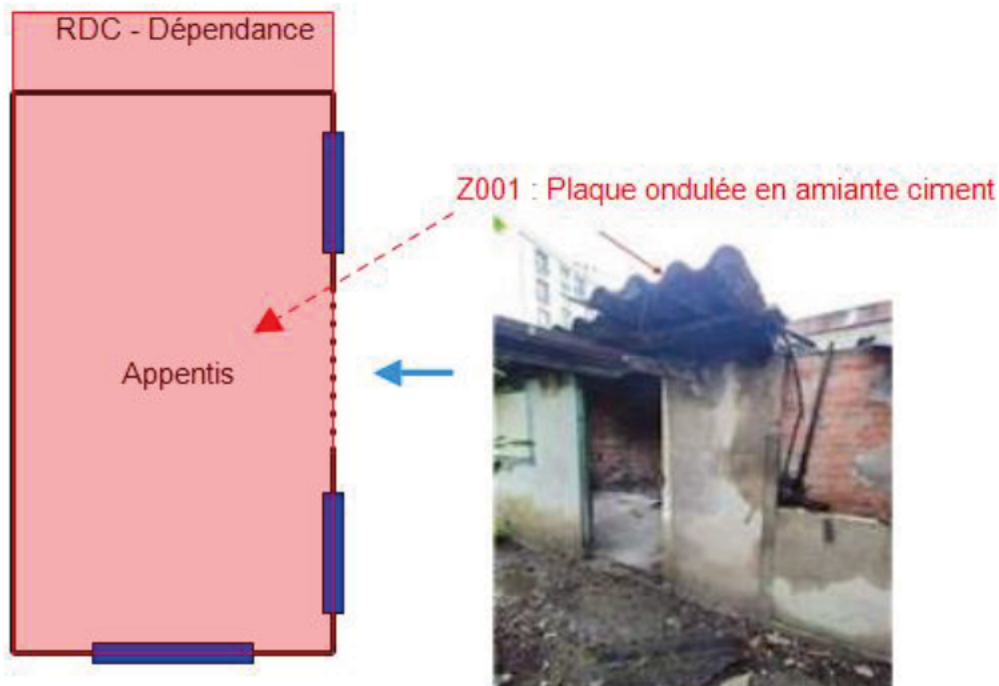 RDC - Dépendance
Z001 : Plaque ondulée en amiante ciment
Appentis